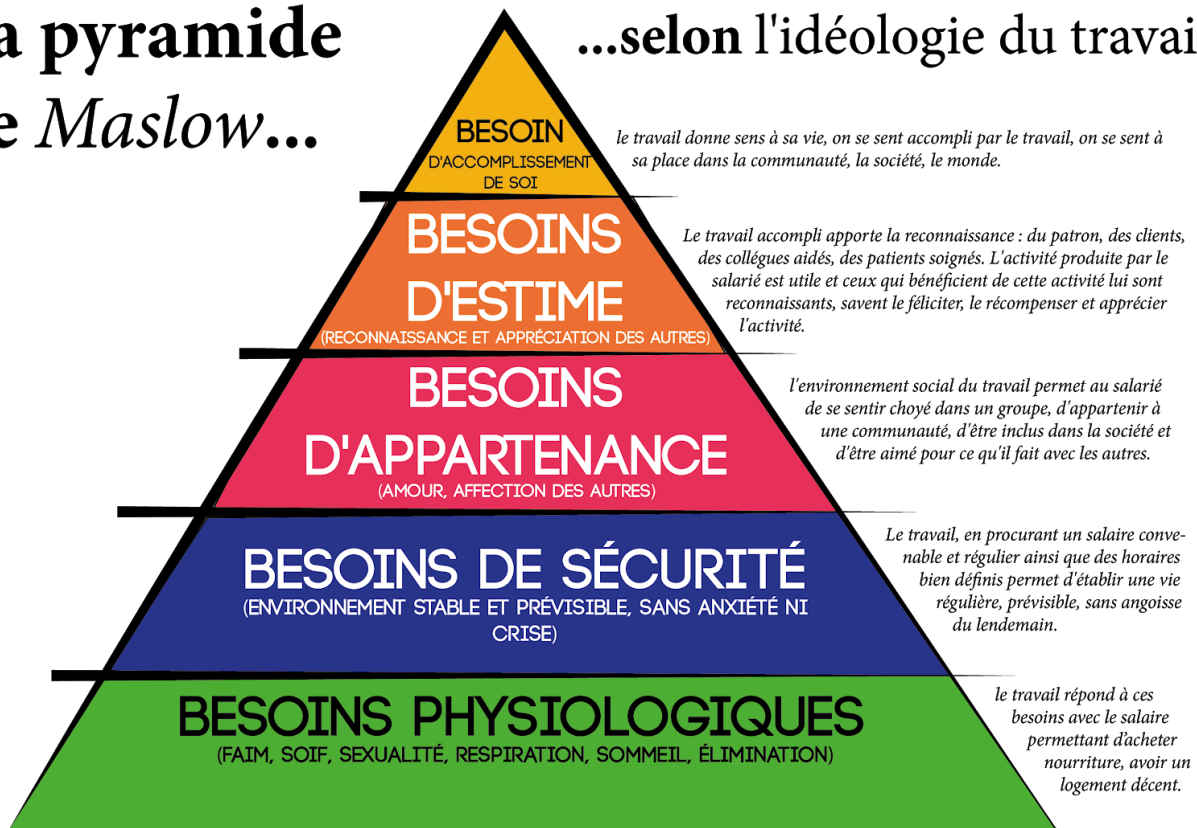 a pyramide
e Maslow...
...selon l'idéologie du travai
BESOIN
D'ACCOMPLISSEMENT
DE SOI
le travail donne sens à sa vie, on se sent accompli par le travail, on se sent à
sa place dans la communauté, la société, le monde.
BESOINS
D'ESTIME
(RECONNAISSANCE ET APPRÉCIATION DES AUTRES)
Le travail accompli apporte la reconnaissance : du patron, des clients,
des collégues aidés, des patients soignés. L'activité produite par le
salarié est utile et ceux qui bénéficient de cette activité lui sont
reconnaissants, savent le féliciter, le récompenser et apprécier
l'activité.
BESOINS
D'APPARTENANCE
(AMOUR, AFFECTION DES AUTRES)
l'environnement social du travail permet au salarié
de se sentir choyé dans un groupe, d'appartenir à
une communauté, d'être inclus dans la société et
d'être aimé pour ce qu'il fait avec les autres.
BESOINS DE SÉCURITÉ
(ENVIRONNEMENT STABLE ET PRÉVISIBLE, SANS ANXIÉTÉ NI
CRISE)
Le travail, en procurant un salaire conve-
nable et régulier ainsi que des horaires
bien définis permet d'établir une vie
régulière, prévisible, sans angoisse
du lendemain.
BESOINS PHYSIOLOGIQUES
(FAIM, SOIF, SEXUALITÉ, RESPIRATION, SOMMEIL, ÉLIMINATION)
le travail répond à ces
besoins avec le salaire
permettant d'acheter
nourriture, avoir un
logement décent.